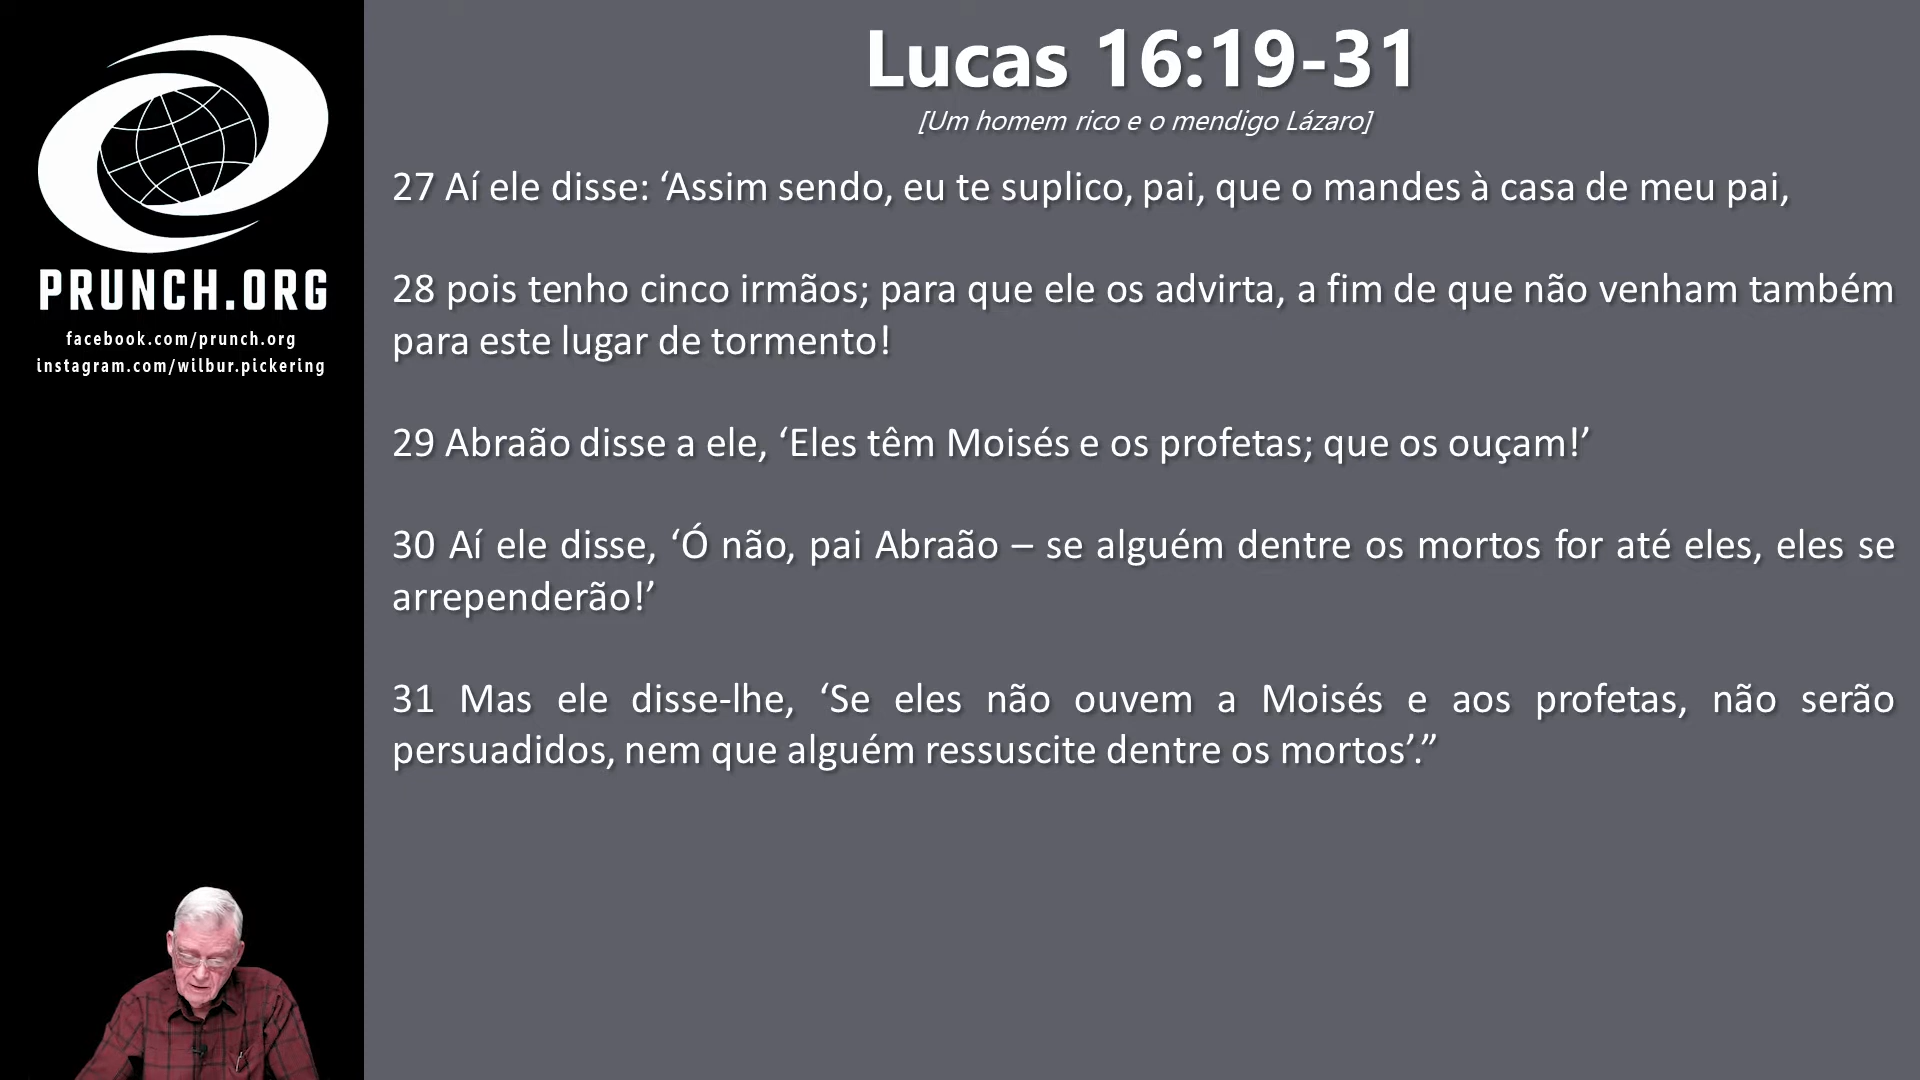 PRUNCH.ORG
facebook.com/prunch.org
instagram.com/wilbur.pickering
Lucas 16:19-31
[Um homem rico e o mendigo Lázaro]
27 Aí ele disse: ‘Assim sendo, eu te suplico, pai, que o mandes à casa de meu pai,
28 pois tenho cinco irmãos; para que ele os advirta, a fim de que não venham também
para este lugar de tormento!
29 Abraão disse a ele, ‘Eles têm Moisés e os profetas; que os ouçam!’
30 Aí ele disse, ‘Ó não, pai Abraão – se alguém dentre os mortos for até eles, eles se
arrependerão!’
31 Mas ele disse-lhe, ‘Se eles não ouvem a Moisés e aos profetas, não serão
persuadidos, nem que alguém ressuscite dentre os mortos’.”